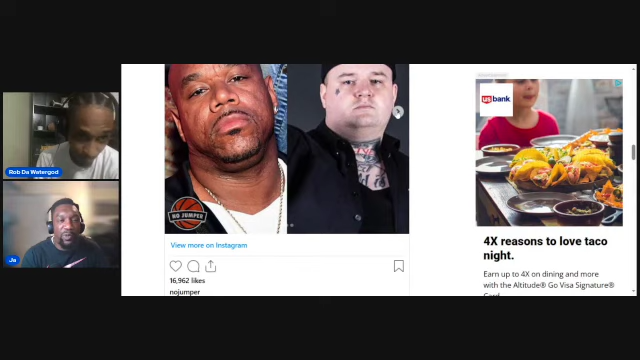 Rob Da Watergod
Ja
NO JUMPER
View more on Instagram
16,962 likes
nojumper
us bank
4X reasons to love taco
night.
Earn up to 4X on dining and more
with the Altitude® Go Visa Signature®
Card.